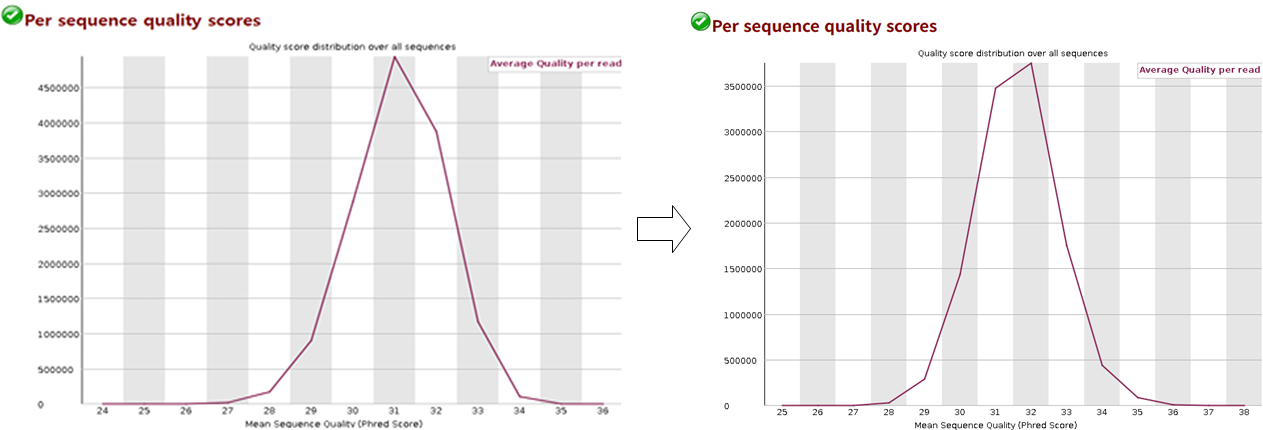 Per sequence quality scores
Quality score distribution over all sequences
Average Quality per read
4500000
4000000
3500000
3000000
2500000
2000000
1500000
1000000
500000
0
24 25 26 27 28 29 30 31 32 33 34 35 36
Mean Sequence Quality (Phred Score)
Per sequence quality scores
Quality score distribution over all sequences
Average Quality per read
3500000
3000000
2500000
2000000
1500000
1000000
500000
0
25 26 27 28 29 30 31 32 33 34 35 36 37 38
Mean Sequence Quality (Phred Score)